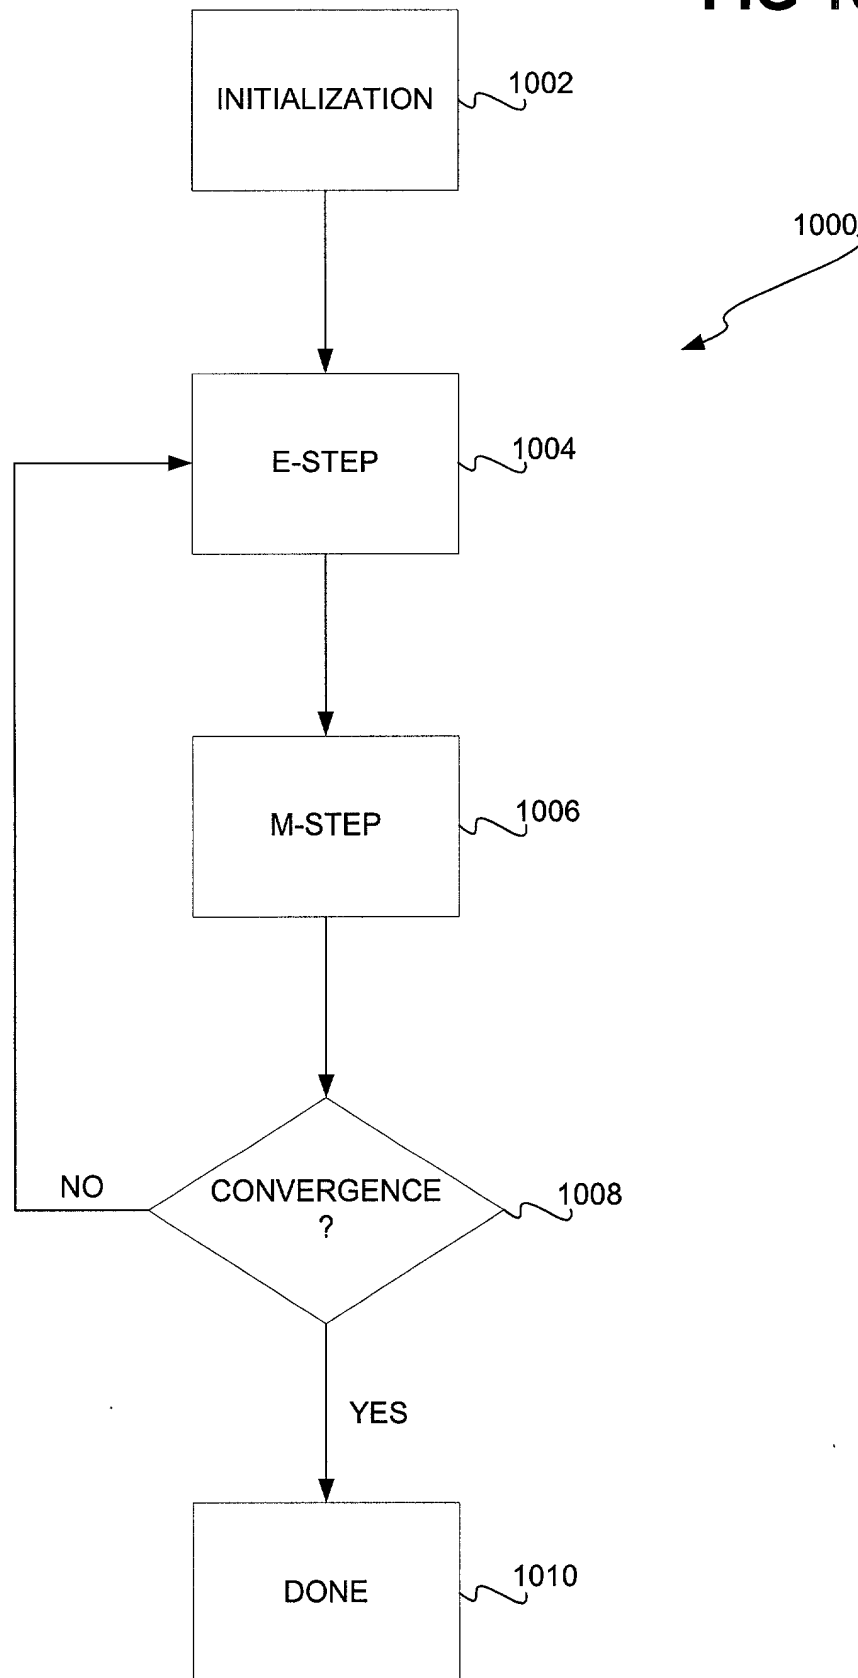 INITIALIZATION
1002
1000
E-STEP
1004
M-STEP
1006
NO
CONVERGENCE
?
1008
YES
DONE
1010